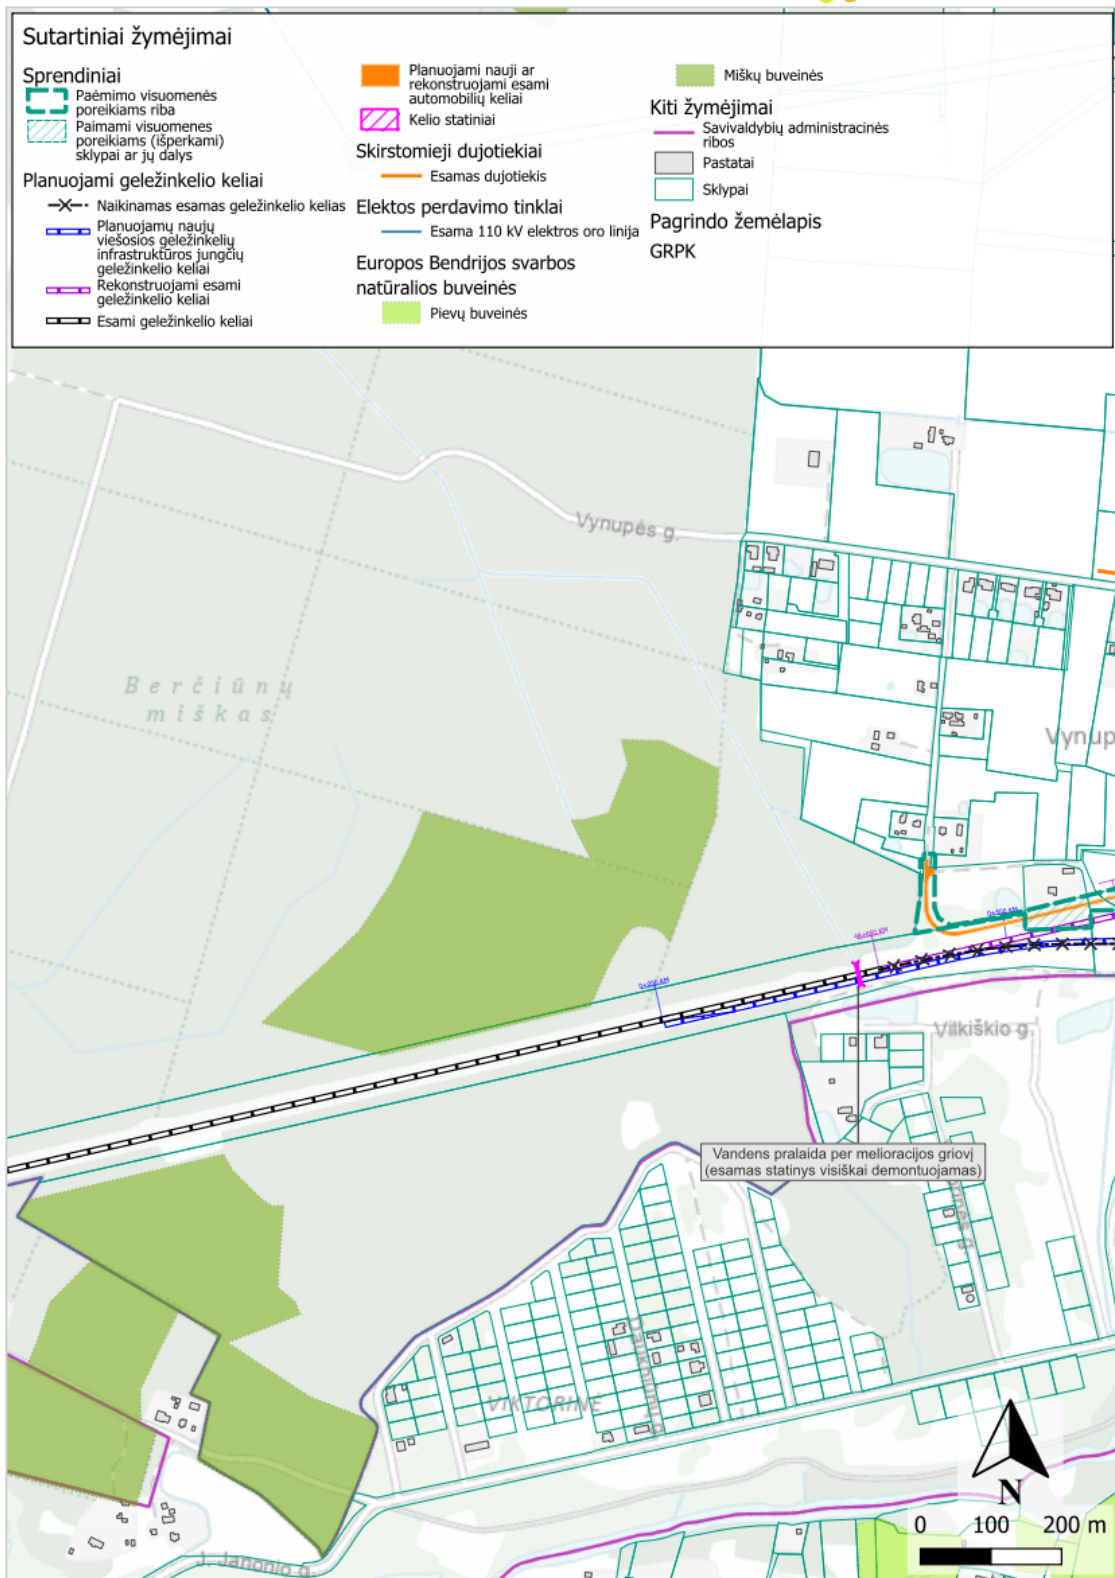 Sutartiniai žymėjimai
Sprendiniai
Paėmimo visuomenės
poreikiams riba
Paimami visuomenes
poreikiams (išperkami)
sklypai ar jų dalys
Planuojami geležinkelio keliai
Naikinamas esamas geležinkelio kelias
Planuojamų naujų
viešosios geležinkelių
infrastruktūros jungčių
geležinkelio keliai
Rekonstruojami esami
geležinkelio keliai
Esami geležinkelio keliai
Planuojami nauji ar
rekonstruojami esami
automobilių keliai
Kelio statiniai
Skirstomieji dujotiekiai
Esamas dujotiekis
Elektos perdavimo tinklai
Esama 110 kV elektros oro linija
Europos Bendrijos svarbos
natūralios buveinės
Pievų buveinės
Miškų buveinės
Kiti žymėjimai
Savivaldybių administracinės
ribos
Pastatai
Sklypai
Pagrindo žemėlapis
GRPK
Vynupės g.
Berčiūnų
miškas
Vynup
Vilkiškio g.
Vandens pralaida per melioracijos griovį
(esamas statinys visiškai demontuojamas)
VIKTORINĖ
J. Janonio g.
N
0 100 200 m